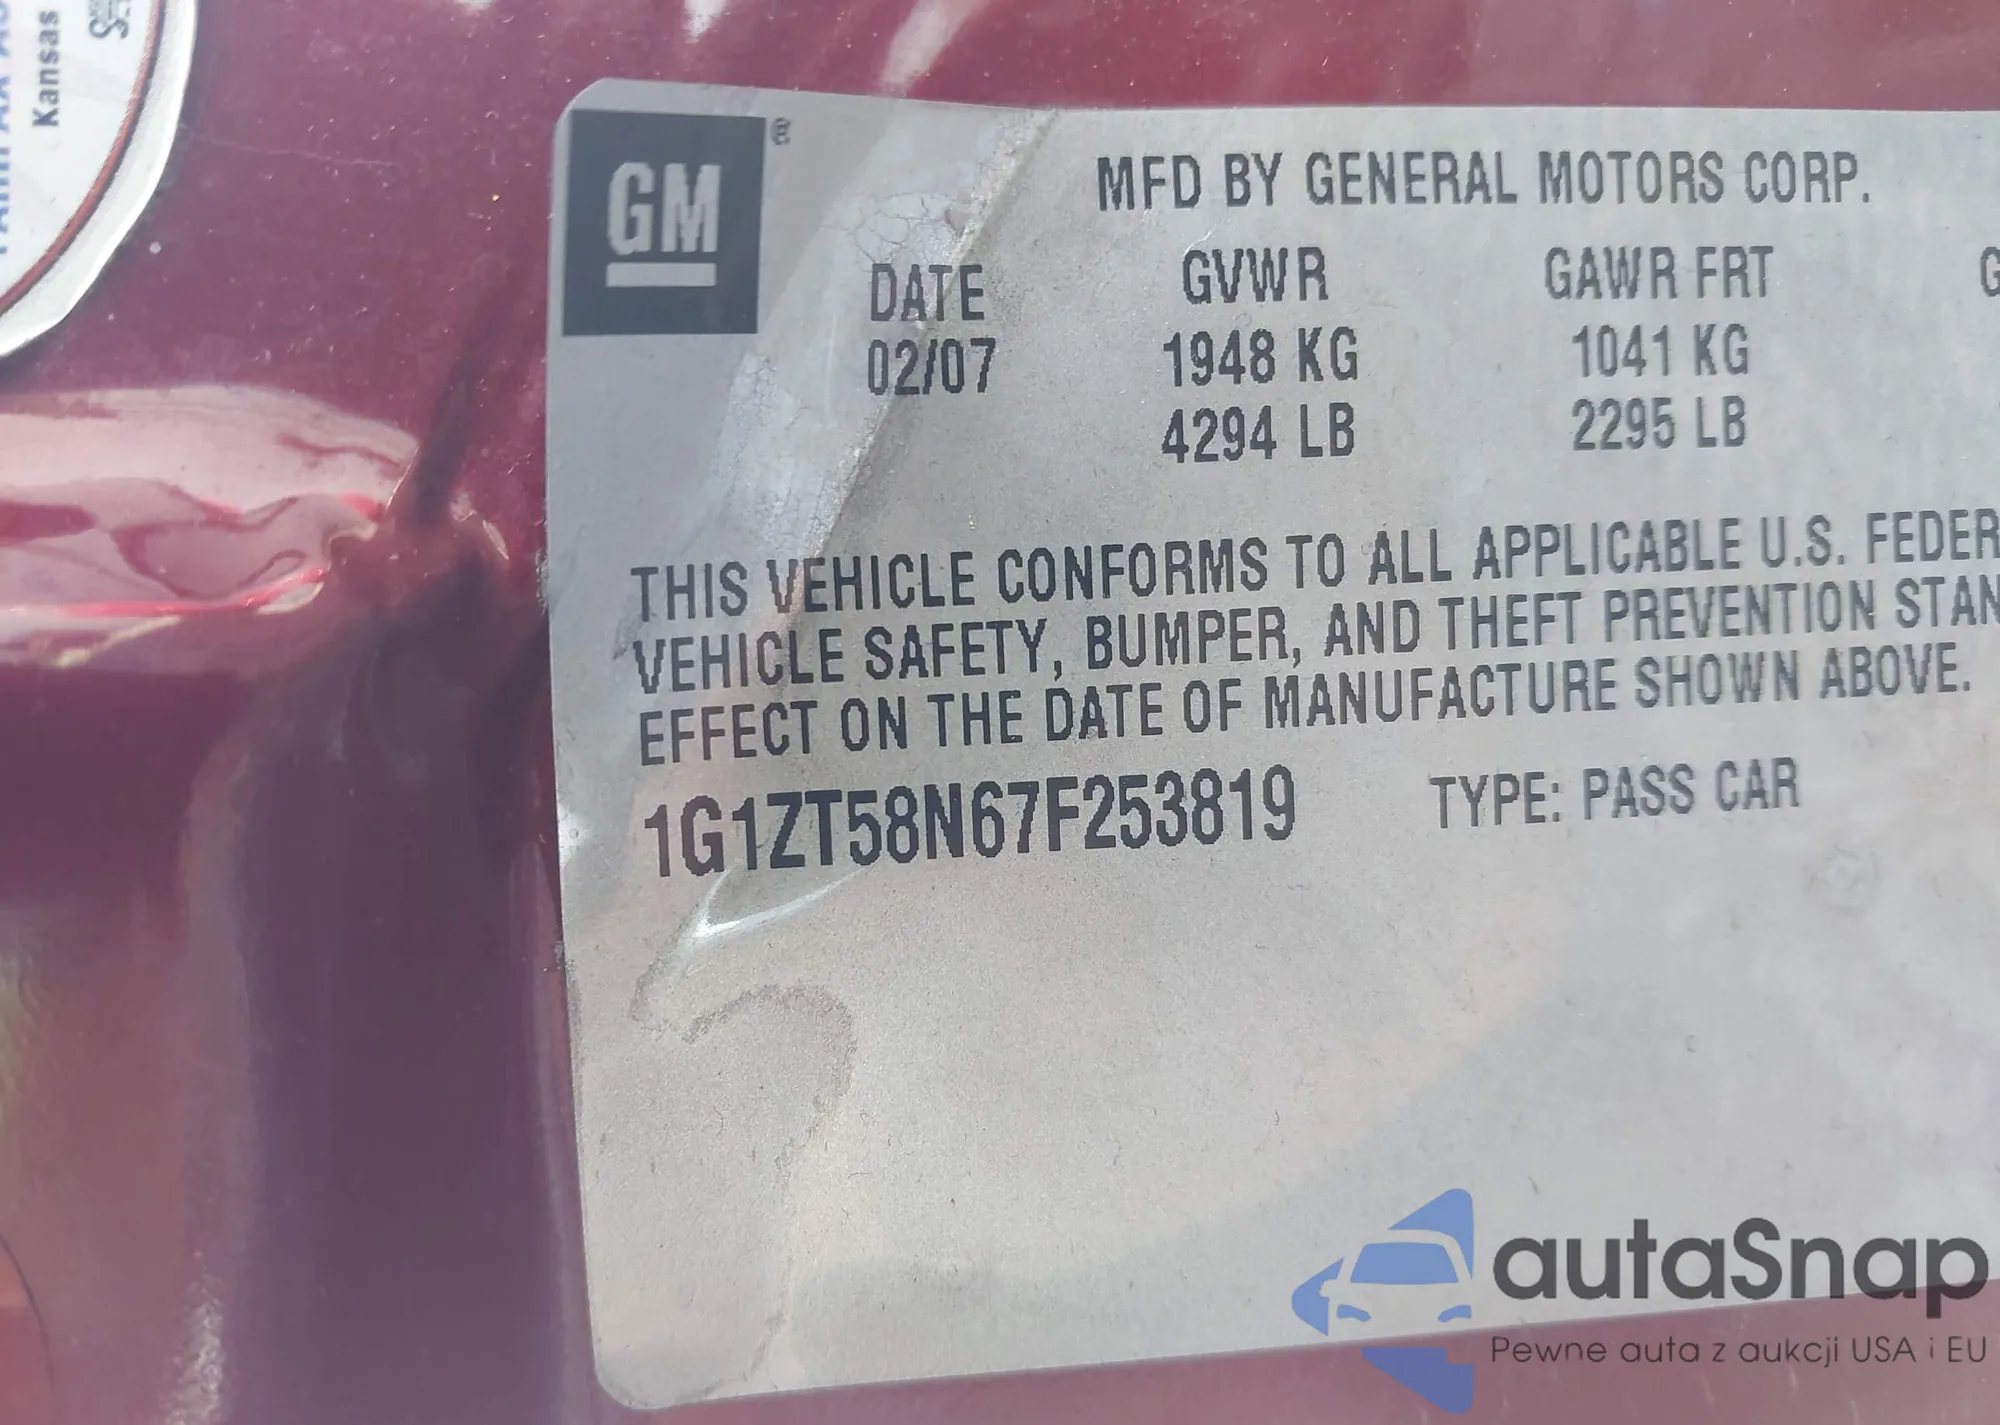 Kansas
GM
®
MFD BY GENERAL MOTORS CORP.
DATE GVWR GAWR FRT G
02/07 1948 KG 1041 KG
4294 LB 2295 LB
THIS VEHICLE CONFORMS TO ALL APPLICABLE U.S. FEDER
VEHICLE SAFETY, BUMPER, AND THEFT PREVENTION STAN
EFFECT ON THE DATE OF MANUFACTURE SHOWN ABOVE.
1G1ZT58N67F253819 TYPE: PASS CAR
autaSnap
Pewne auta z aukcji USA i EU